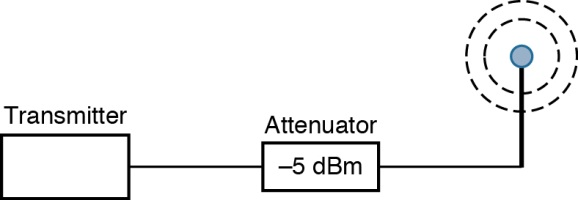 Transmitter
Attenuator
–5 dBm